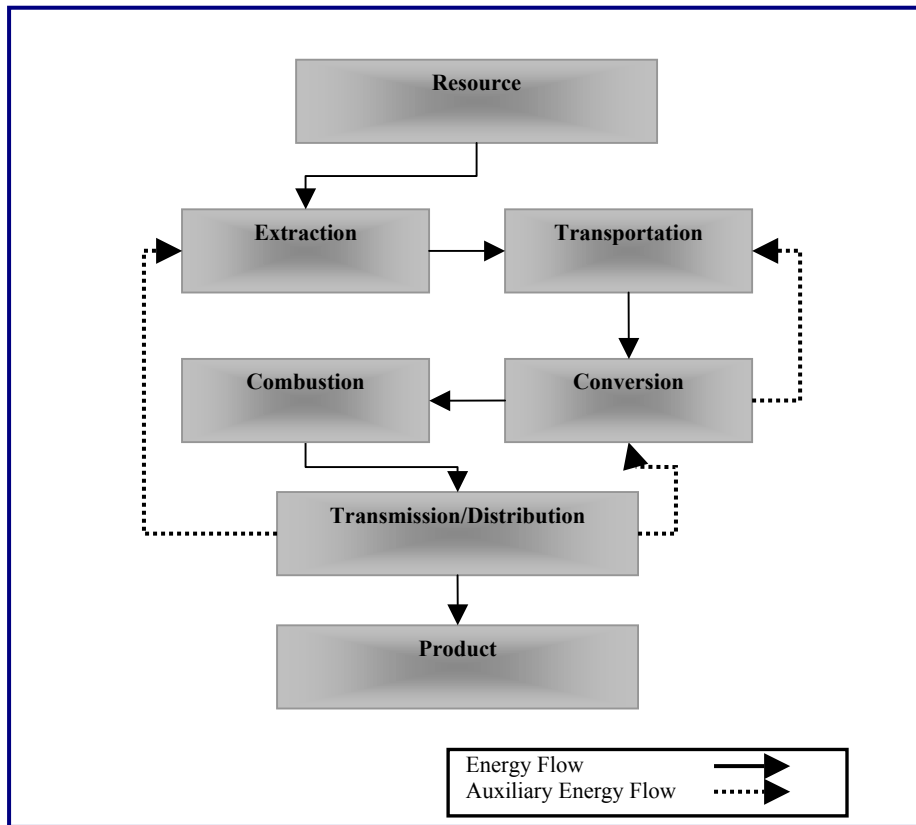 Resource
Extraction
Transportation
Combustion
Conversion
Transmission/Distribution
Product
Energy Flow
Auxiliary Energy Flow